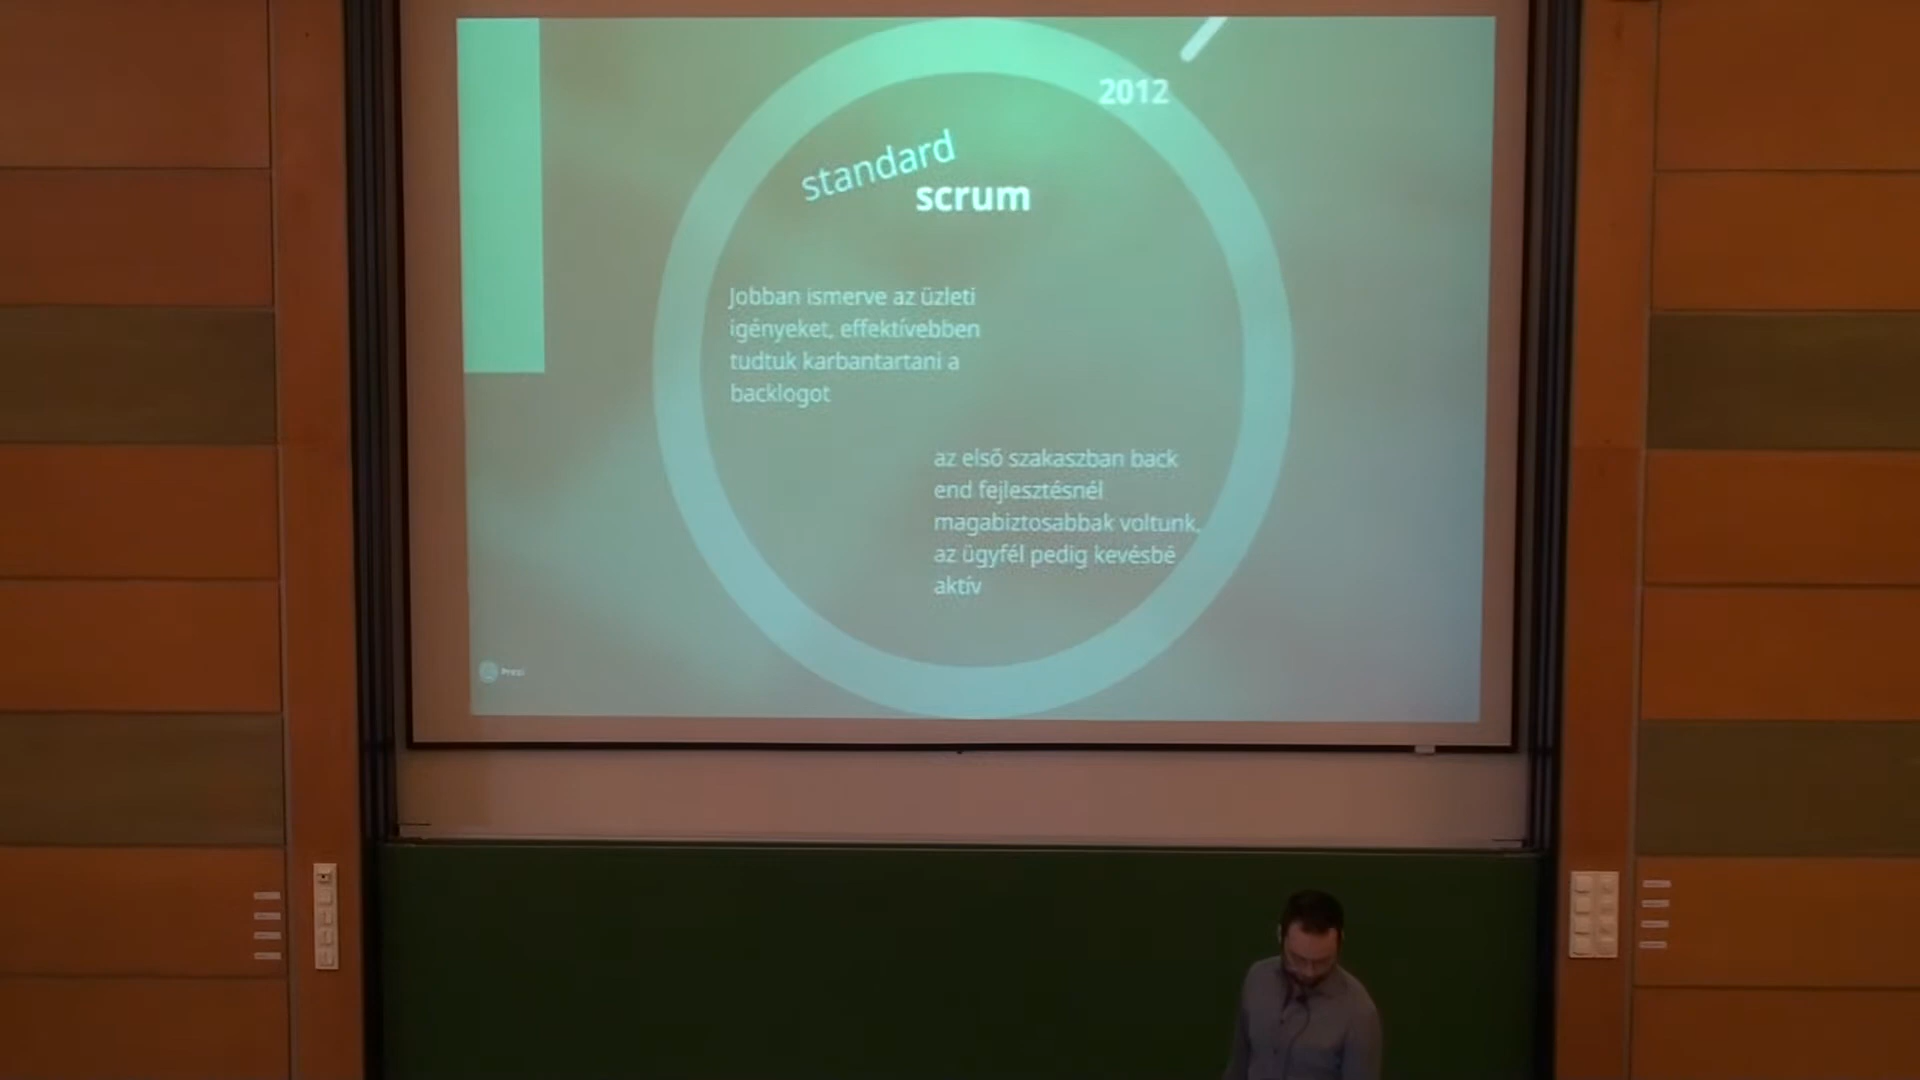 2012
standard
scrum
Jobban ismerve az üzleti
igényeket, effektívebben
tudtuk karbantartani a
backlogot
az első szakaszban back
end fejlesztésnél
magabiztosabbak voltunk,
az ügyfél pedig kevésbé
aktív
Prezi